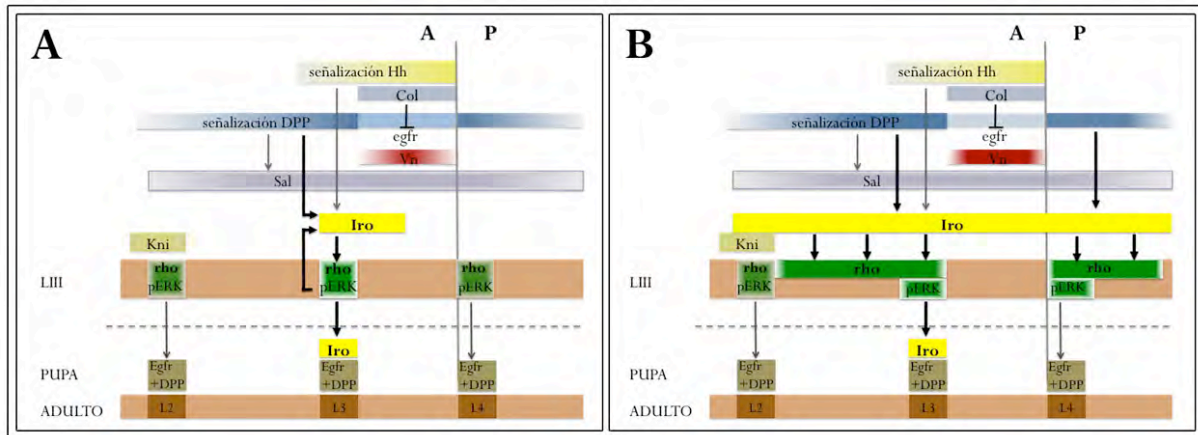 A
A P
señalización Hh
Col
señalización DPP
egfr
Vn
Sal
Iro
Kni
LIII
rho rho rho
pERK pERK pERK
Iro
PUPA
Egfr Egfr Egfr
+DPP +DPP +DPP
ADULTO L2 L3 L4
B
A P
señalización Hh
Col
señalización DPP
egfr
Vn
Sal
Iro
Kni
LIII
rho rho rho
pERK pERK pERK
Iro
PUPA
Egfr Egfr Egfr
+DPP +DPP +DPP
ADULTO L2 L3 L4